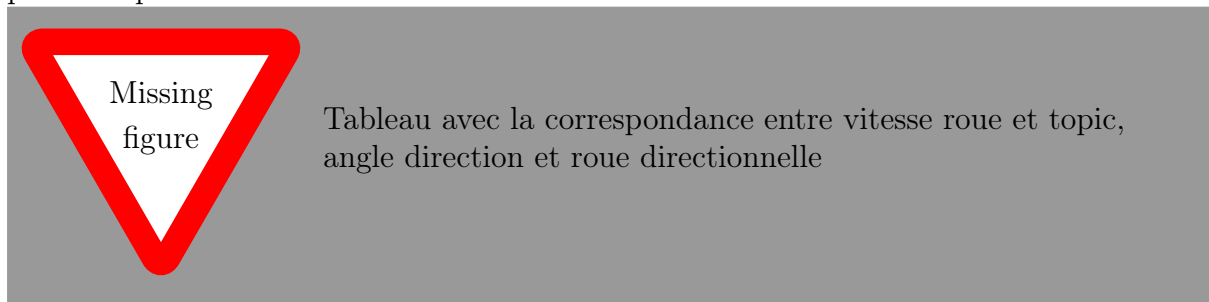 Missing
figure
Tableau avec la correspondance entre vitesse roue et topic,
angle direction et roue directionnelle